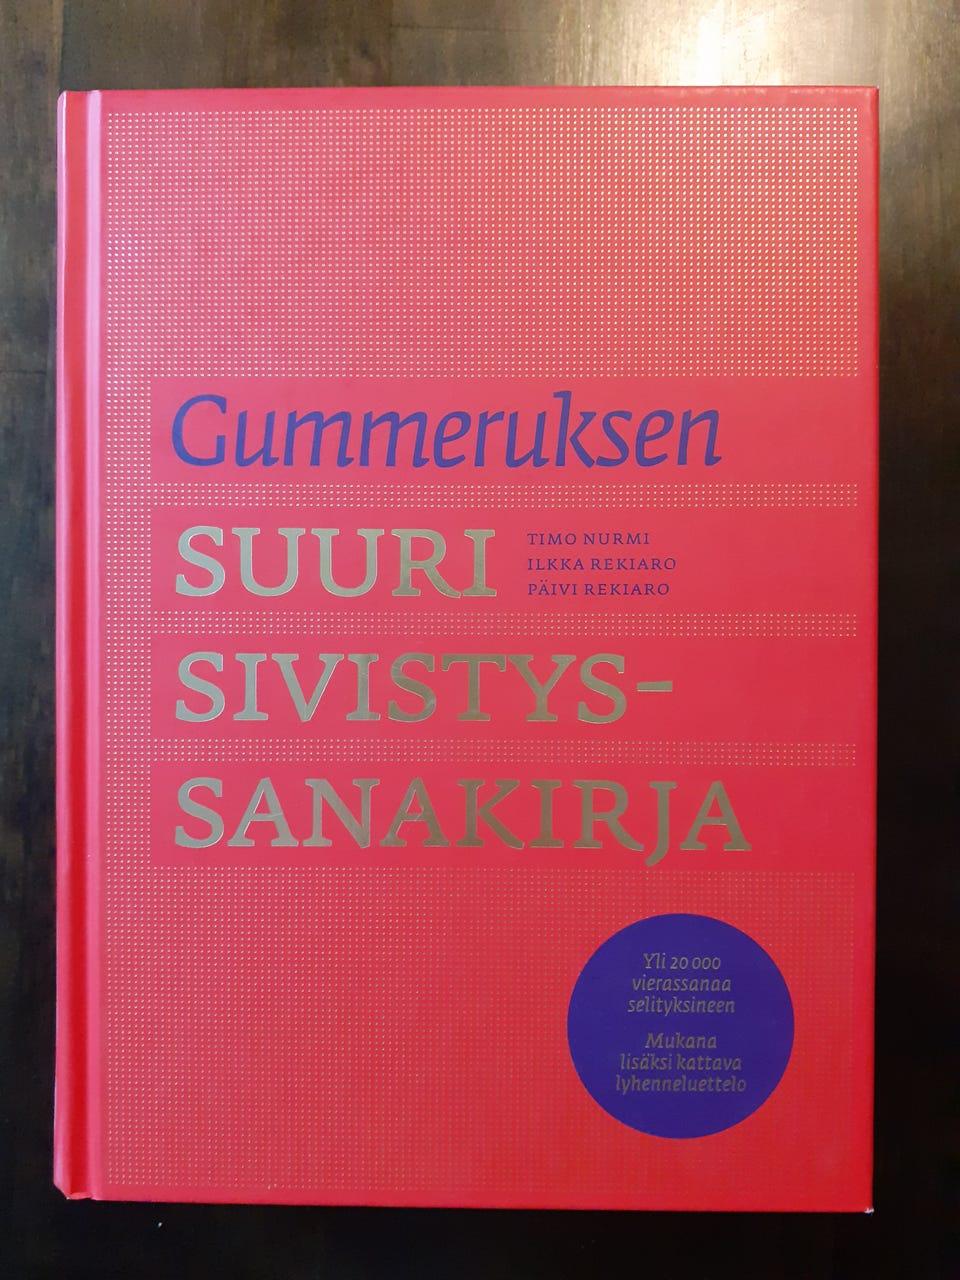 Gummeruksen
SUURI
TIMO NURMI
ILKKA REKIARO
PÄIVI REKIARO
SIVISTYS-
SANAKIRJA
Yli 20 000
vierassanaa
selityksineen
Mukana
lisäksi kattava
lyhenneluettelo